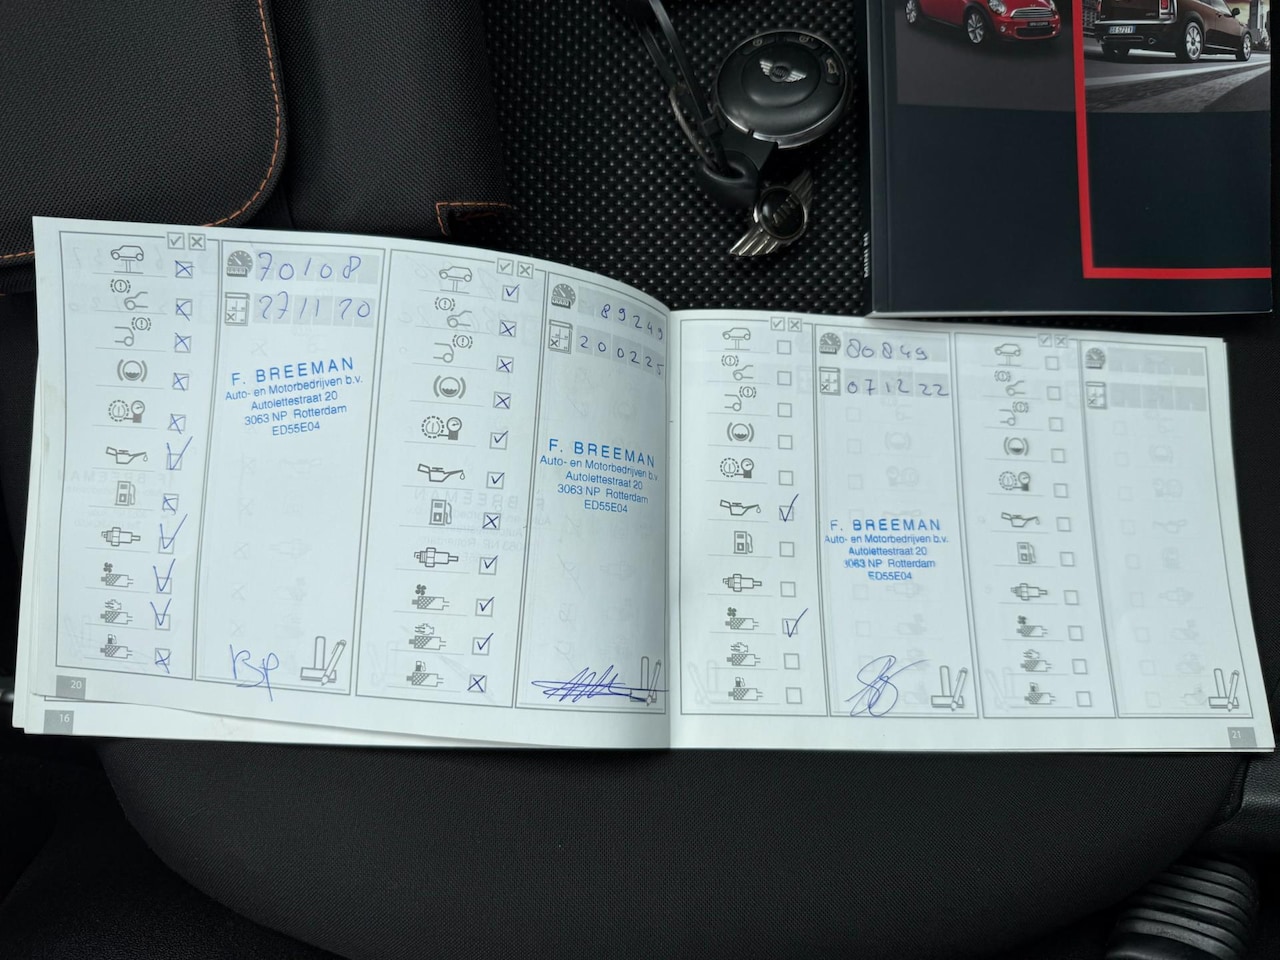 70108
271120
F. BREEMAN
Auto- en Motorbedrijven b.v.
Autolettestraat 20
3063 NP Rotterdam
ED55E04
20
16
89249
200225
F. BREEMAN
Auto- en Motorbedrijven b.v.
Autolettestraat 20
3063 NP Rotterdam
ED55E04
80849
071222
F. BREEMAN
Auto- en Motorbedrijven b.v.
Autolettestraat 20
3063 NP Rotterdam
ED55E04
21
MINI